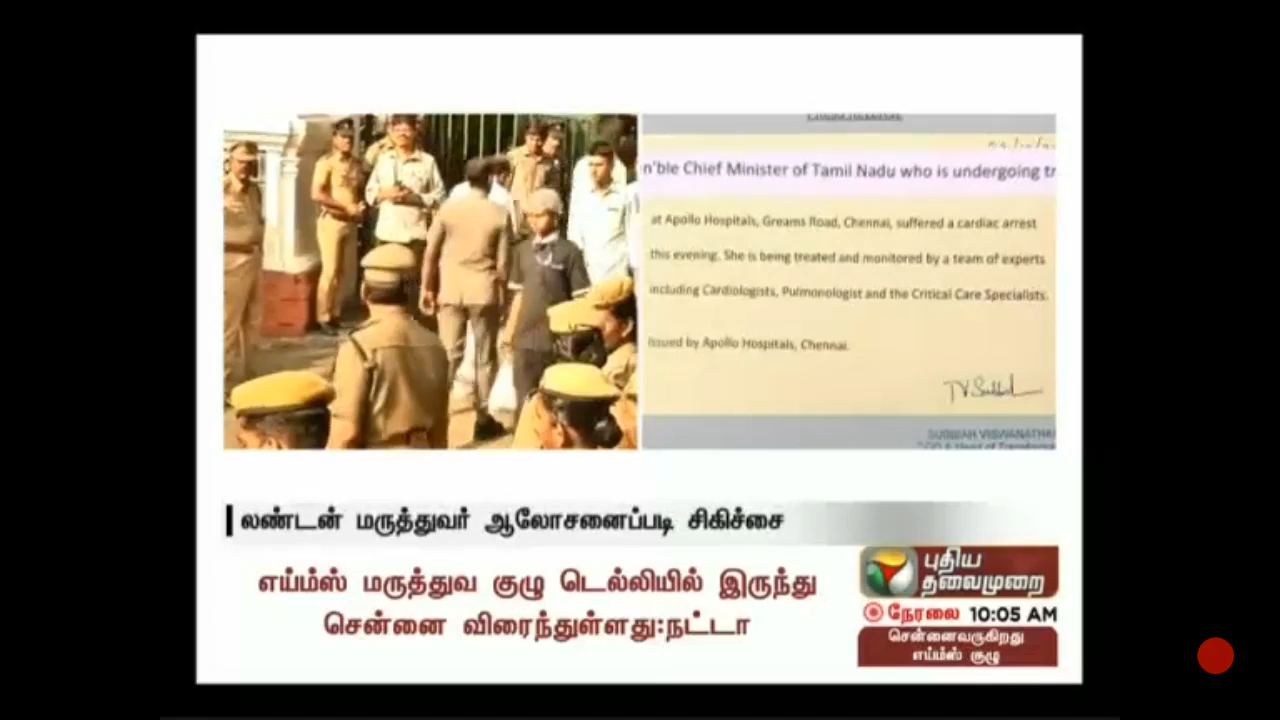 n'ble Chief Minister of Tamil Nadu who is undergoing tr
at Apollo Hospitals, Greams Road, Chennai, suffered a cardiac arrest
this evening. She is being treated and monitored by a team of experts
including Cardiologists, Pulmonologist and the Critical Care Specialists.
Issued by Apollo Hospitals, Chennai.
லண்டன் மருத்துவர் ஆலோசனைப்படி சிகிச்சை
எய்ம்ஸ் மருத்துவ குழு டெல்லியில் இருந்து
சென்னை விரைந்துள்ளது:நட்டா
புதிய
தலைமுறை
நேரலை 10:05 AM
சென்னைவருகிறது
எய்ம்ஸ் குழு